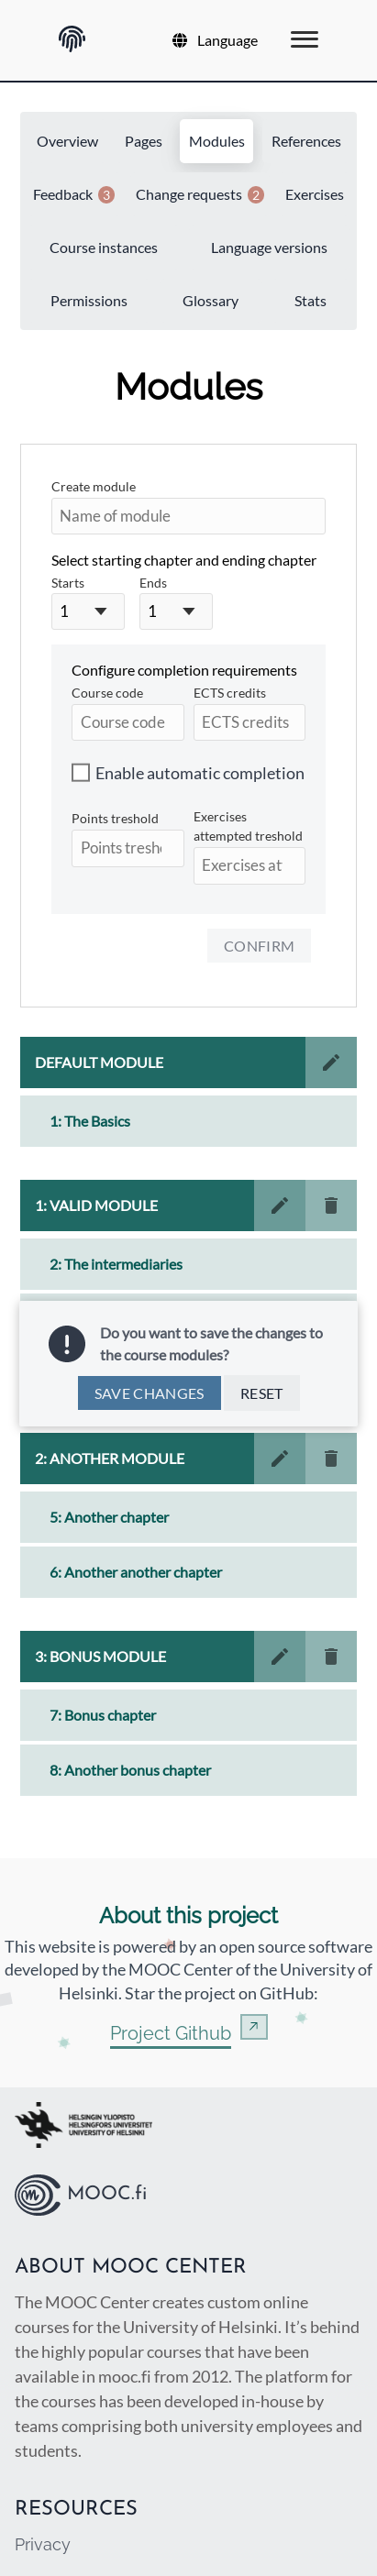 Language
Overview Pages Modules References
Feedback 3 Change requests 2 Exercises
Course instances Language versions
Permissions Glossary Stats
Modules
Create module
Name of module
Select starting chapter and ending chapter
Starts Ends
1 1
Configure completion requirements
Course code ECTS credits
Course code ECTS credits
Enable automatic completion
Points treshold Exercises
attempted treshold
Points tresho Exercises at
CONFIRM
DEFAULT MODULE
1: The Basics
1: VALID MODULE
2: The intermediaries
Do you want to save the changes to
the course modules?
SAVE CHANGES RESET
2: ANOTHER MODULE
5: Another chapter
6: Another another chapter
3: BONUS MODULE
7: Bonus chapter
8: Another bonus chapter
About this project
This website is powered by an open source software
developed by the MOOC Center of the University of
Helsinki. Star the project on GitHub:
Project Github
HELSINGIN YLIOPISTO
HELSINGFORS UNIVERSITET
UNIVERSITY OF HELSINKI
MOOC.fi
ABOUT MOOC CENTER
The MOOC Center creates custom online
courses for the University of Helsinki. It’s behind
the highly popular courses that have been
available in mooc.fi from 2012. The platform for
the courses has been developed in-house by
teams comprising both university employees and
students.
RESOURCES
Privacy